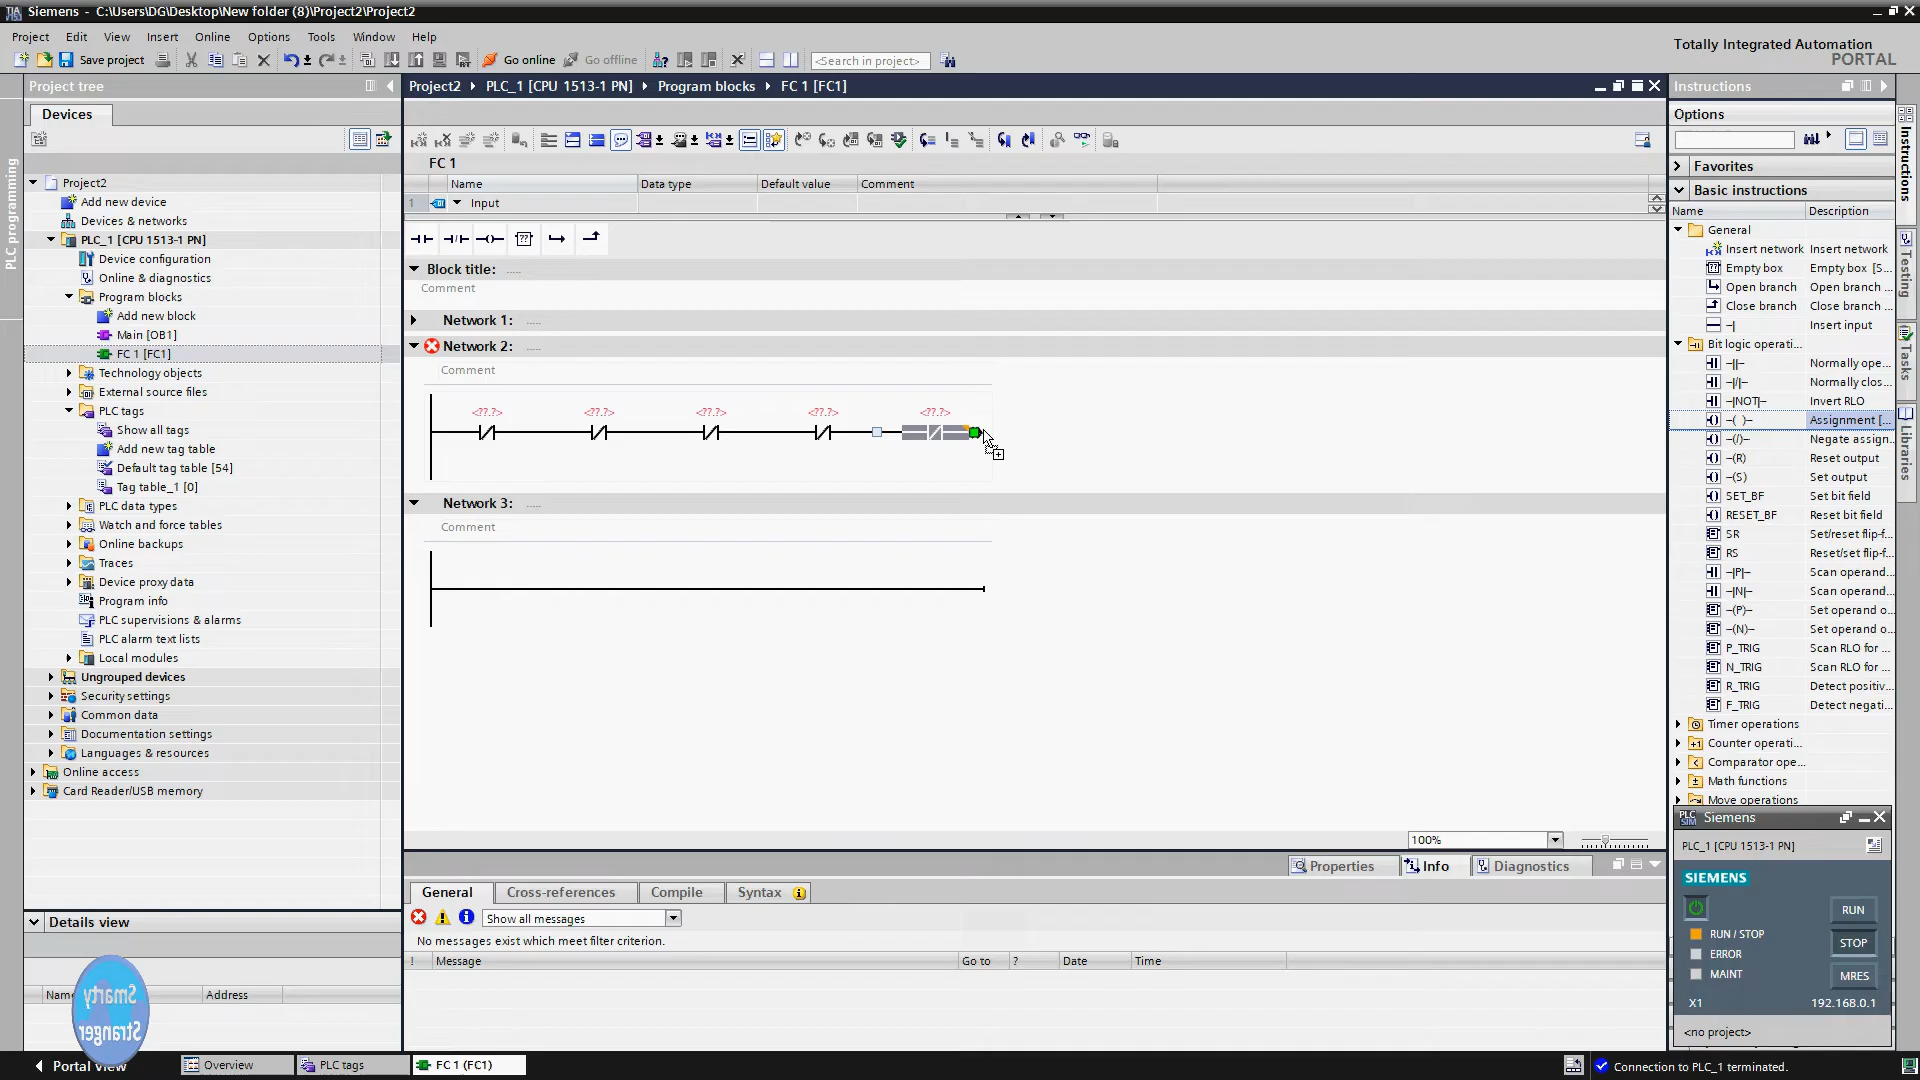 Siemens - C:\Users\DG\Desktop\New folder (8)\Project2\Project2
Project Edit View Insert Online Options Tools Window Help
Totally Integrated Automation
PORTAL
Save project
Go online
Go offline
<Search in project>
Project tree
Project2 PLC_1 [CPU 1513-1 PN] Program blocks FC 1 [FC1]
Instructions
Devices
Options
PLC programming
FC 1
Name Data type Default value Comment
1 Input
Block title: .....
Comment
Network 1: .....
Network 2: .....
Comment
<??.?> <??.?> <??.?> <??.?> <??.?>
Network 3: .....
Comment
100%
Project2
Add new device
Devices & networks
PLC_1 [CPU 1513-1 PN]
Device configuration
Online & diagnostics
Program blocks
Add new block
Main [OB1]
FC 1 [FC1]
Technology objects
External source files
PLC tags
Show all tags
Add new tag table
Default tag table [54]
Tag table_1 [0]
PLC data types
Watch and force tables
Online backups
Traces
Device proxy data
Program info
PLC supervisions & alarms
PLC alarm text lists
Local modules
Ungrouped devices
Security settings
Common data
Documentation settings
Languages & resources
Online access
Card Reader/USB memory
Details view
Name Address
Smarty
Stranger
Favorites
Basic instructions
Name Description
General
Insert network Insert network
Empty box Empty box [S...
Open branch Open branch ...
Close branch Close branch ...
–| Insert input
Bit logic operati...
–||– Normally ope...
–|/|– Normally clos...
–|NOT|– Invert RLO
–( )– Assignment [...
–(/)– Negate assign...
–(R) Reset output
–(S) Set output
SET_BF Set bit field
RESET_BF Reset bit field
SR Set/reset flip-f...
RS Reset/set flip-f...
–|P|– Scan operand...
–|N|– Scan operand...
–(P)– Set operand o...
–(N)– Set operand o...
P_TRIG Scan RLO for ...
N_TRIG Scan RLO for ...
R_TRIG Detect positiv...
F_TRIG Detect negati...
Timer operations
Counter operati...
Comparator ope...
Math functions
Move operations
Instructions
Testing
Tasks
Libraries
Siemens
PLC_1 [CPU 1513-1 PN]
SIEMENS
RUN
RUN / STOP
STOP
ERROR
MAINT
MRES
X1 192.168.0.1
<no project>
Properties Info Diagnostics
General Cross-references Compile Syntax
Show all messages
No messages exist which meet filter criterion.
! Message Go to ? Date Time
Portal view Overview PLC tags FC 1 (FC1)
Connection to PLC_1 terminated.